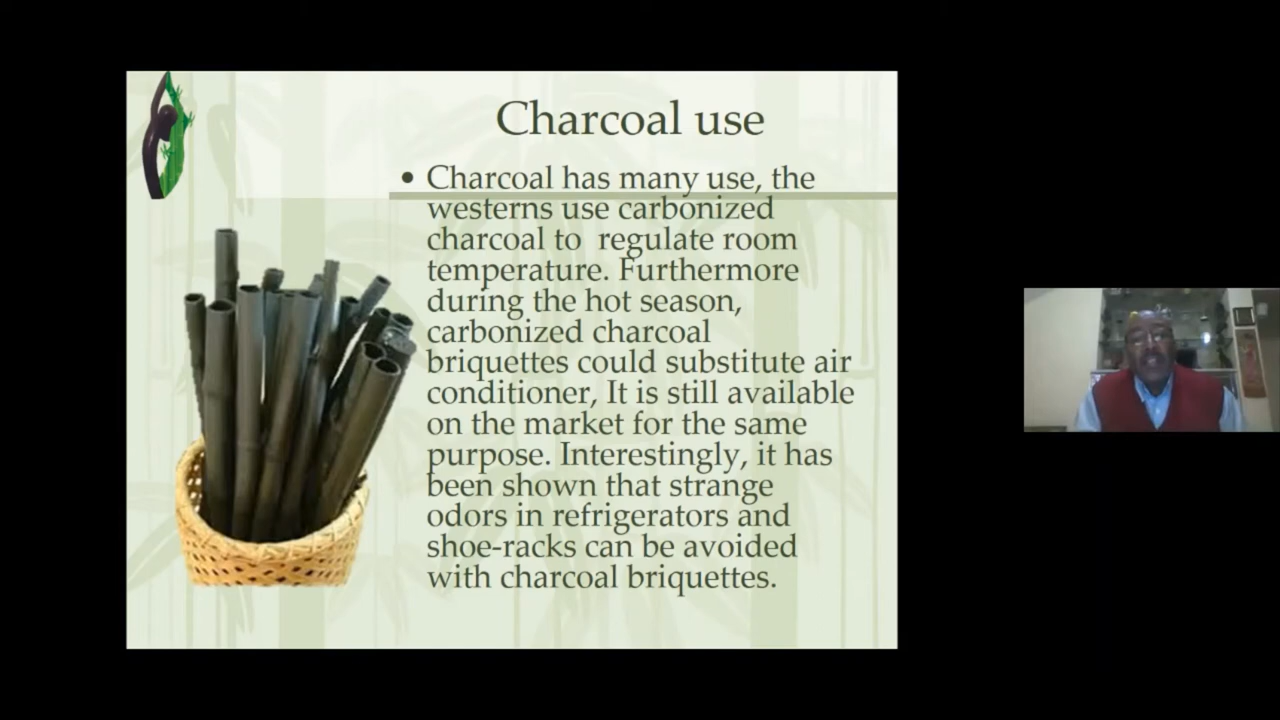 Charcoal use
• Charcoal has many use, the
westerns use carbonized
charcoal to  regulate room
temperature. Furthermore
during the hot season,
carbonized charcoal
briquettes could substitute air
conditioner, It is still available
on the market for the same
purpose. Interestingly, it has
been shown that strange
odors in refrigerators and
shoe-racks can be avoided
with charcoal briquettes.